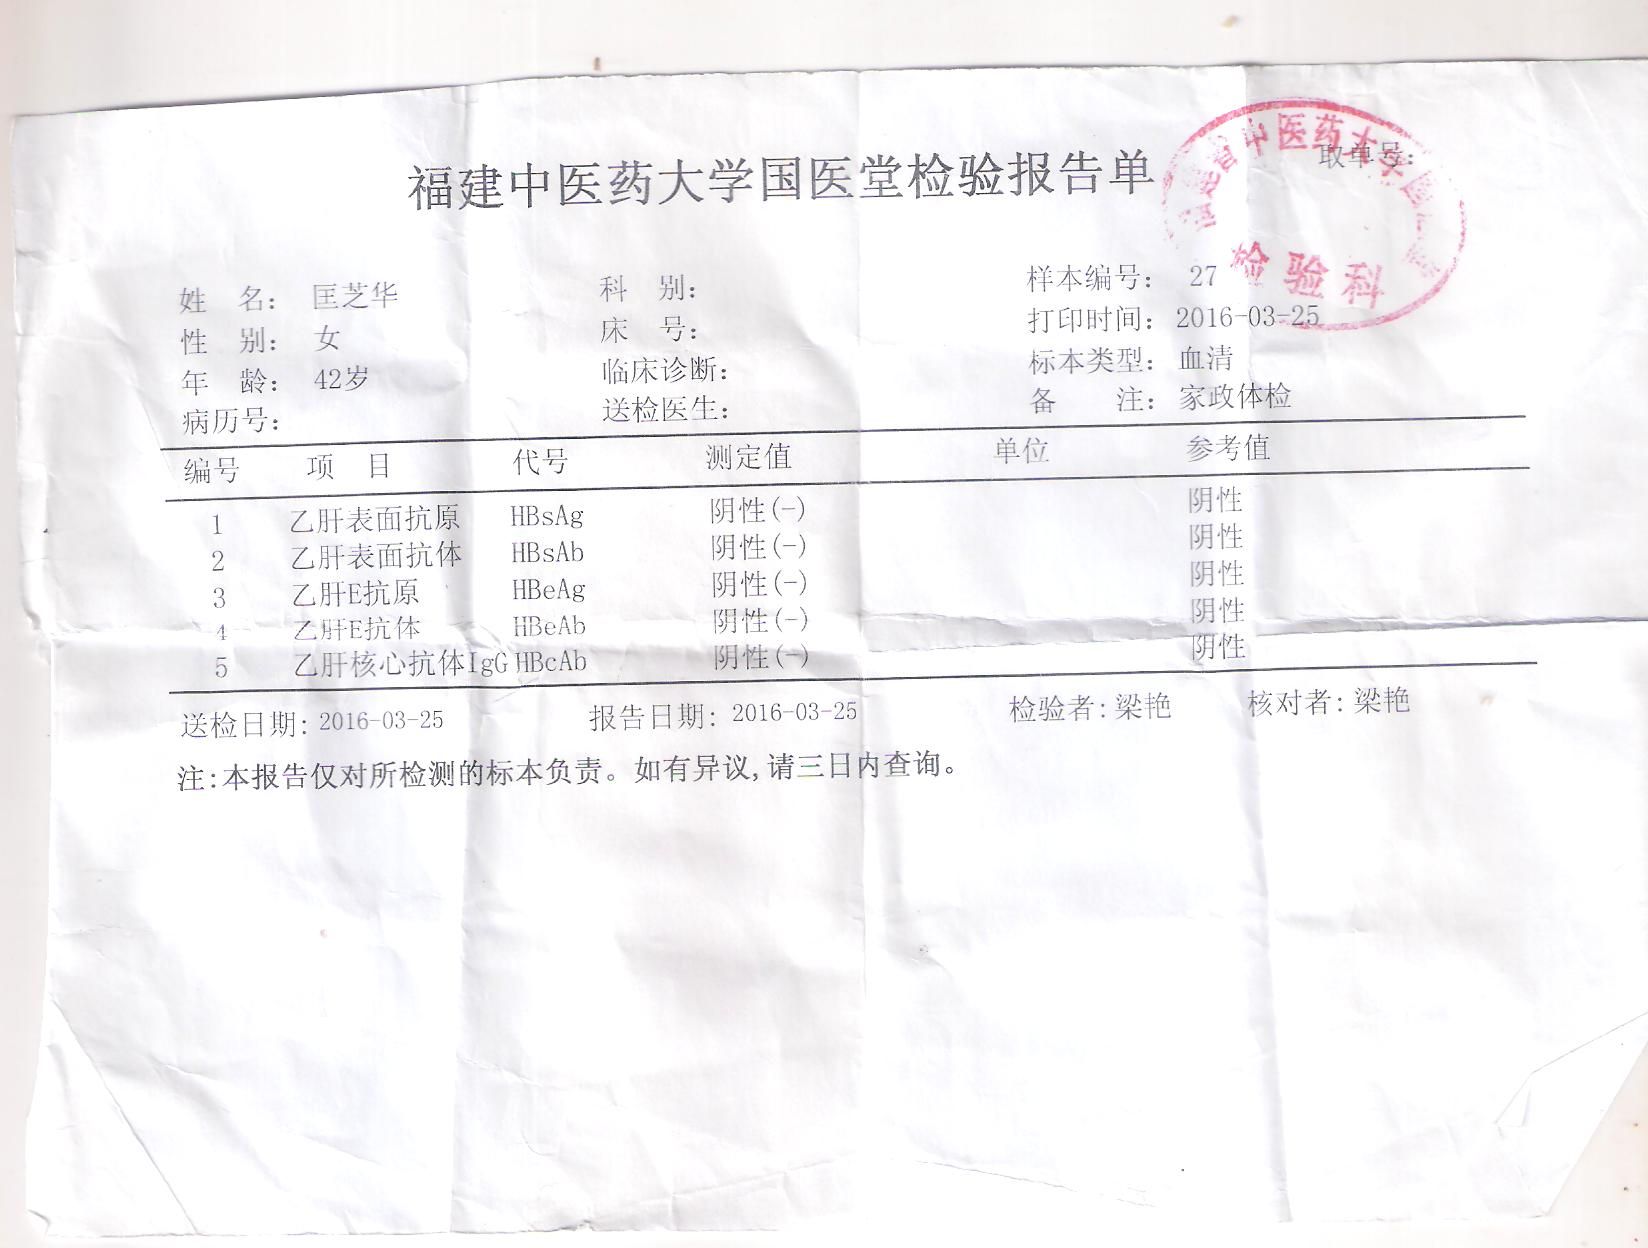 福建中医药大学国医堂检验报告单
取单号:
中医药大
检验科
姓 名: 匡芝华 科 别: 样本编号: 27
性 别: 女 床 号: 打印时间: 2016-03-25
年 龄: 42岁 临床诊断: 标本类型: 血清
病历号: 送检医生: 备 注: 家政体检
编号 项 目 代号 测定值 单位 参考值
1 乙肝表面抗原 HBsAg 阴性(-) 阴性
2 乙肝表面抗体 HBsAb 阴性(-) 阴性
3 乙肝E抗原 HBeAg 阴性(-) 阴性
4 乙肝E抗体 HBeAb 阴性(-) 阴性
5 乙肝核心抗体IgG HBcAb 阴性(-) 阴性
送检日期: 2016-03-25 报告日期: 2016-03-25 检验者: 梁艳 核对者: 梁艳
注:本报告仅对所检测的标本负责。如有异议,请三日内查询。